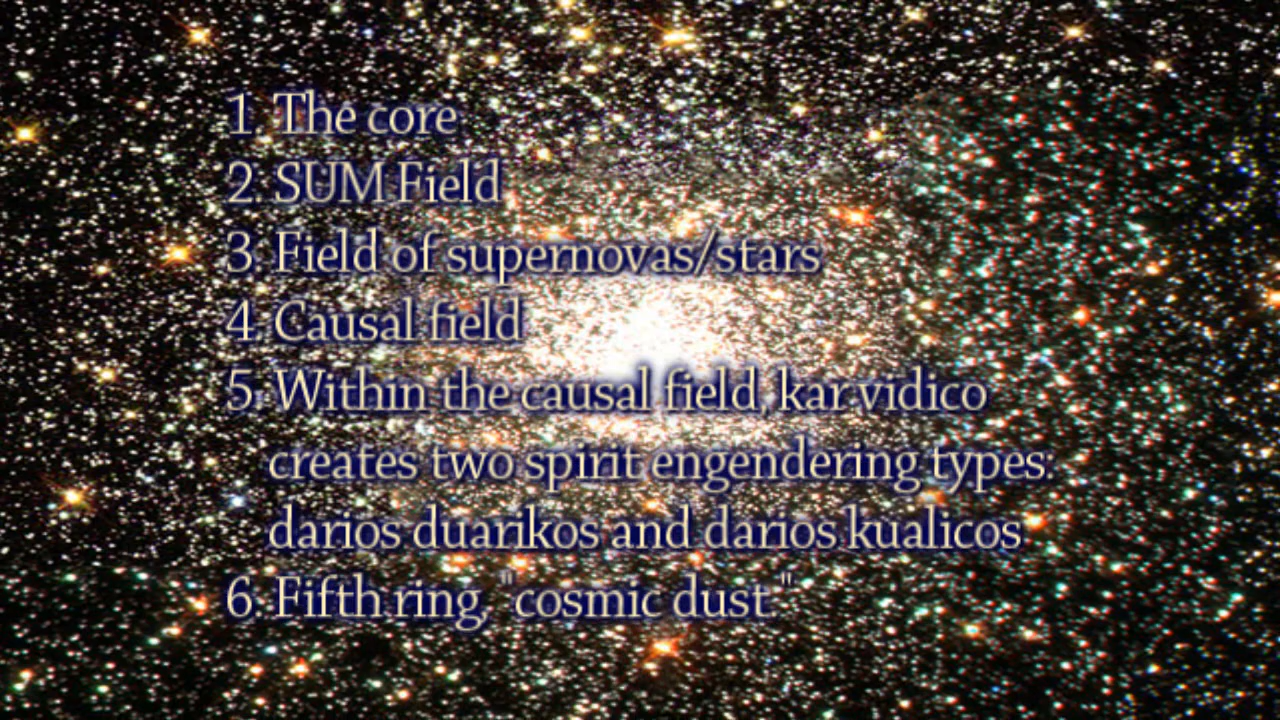 1. The core
2. SUM Field
3. Field of supernovas/stars
4. Causal field
5. Within the causal field, kar vidico
creates two spirit engendering types:
darios duarikos and darios kualicos
6. Fifth ring, "cosmic dust"